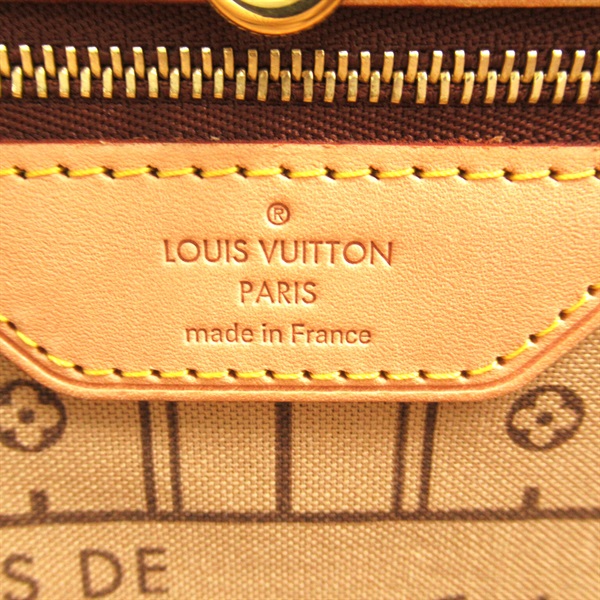 ®
LOUIS VUITTON
PARIS
made in France
S DE